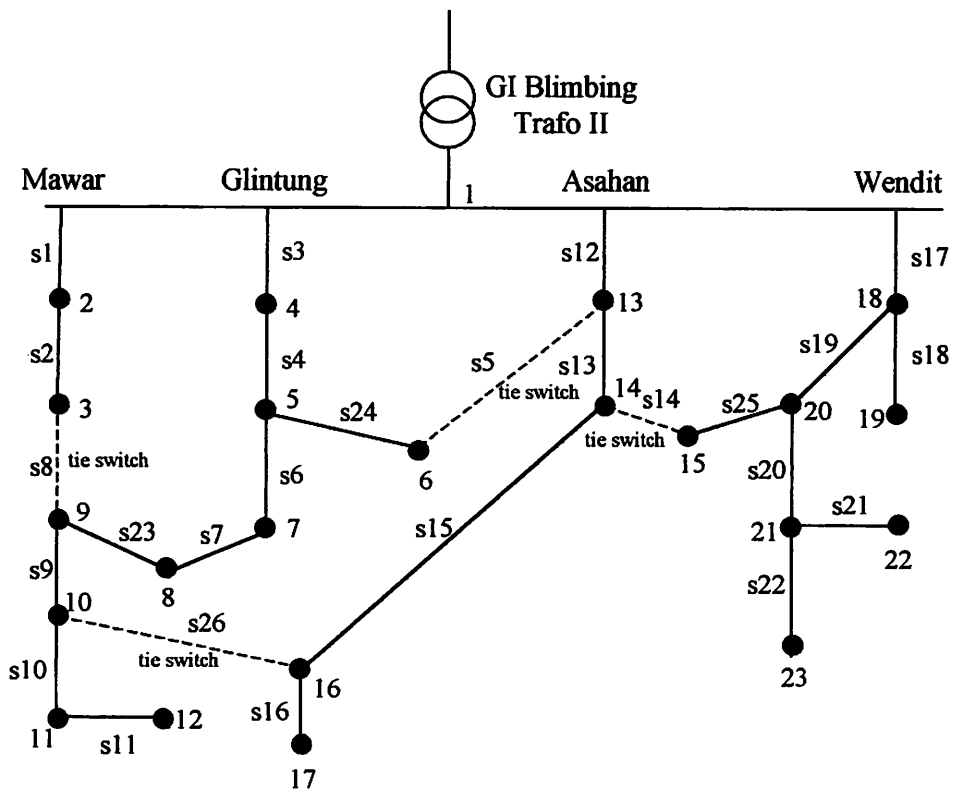 GI Blimbing
Trafo II
Mawar
Glintung
Asahan
Wendit
1
s1
s3
s12
s17
2
4
13
18
s2
s4
s5
tie switch
s13
s19
s18
3
5
s24
14
s14
tie switch
s25
20
19
s8
tie switch
s6
6
15
s20
9
s23
s7
7
s15
21
s21
22
s9
8
s22
10
s26
tie switch
s10
16
23
11
s11
12
s16
17